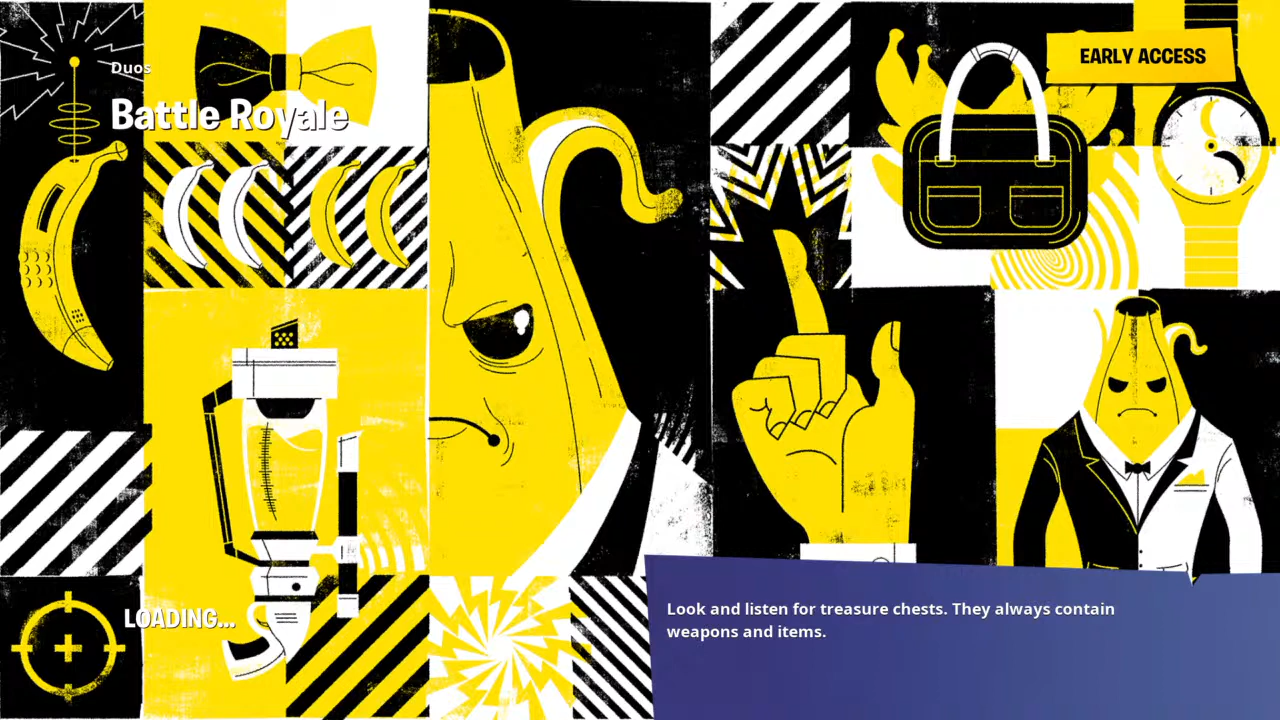 Duos
Battle Royale
EARLY ACCESS
LOADING...
Look and listen for treasure chests. They always contain
weapons and items.